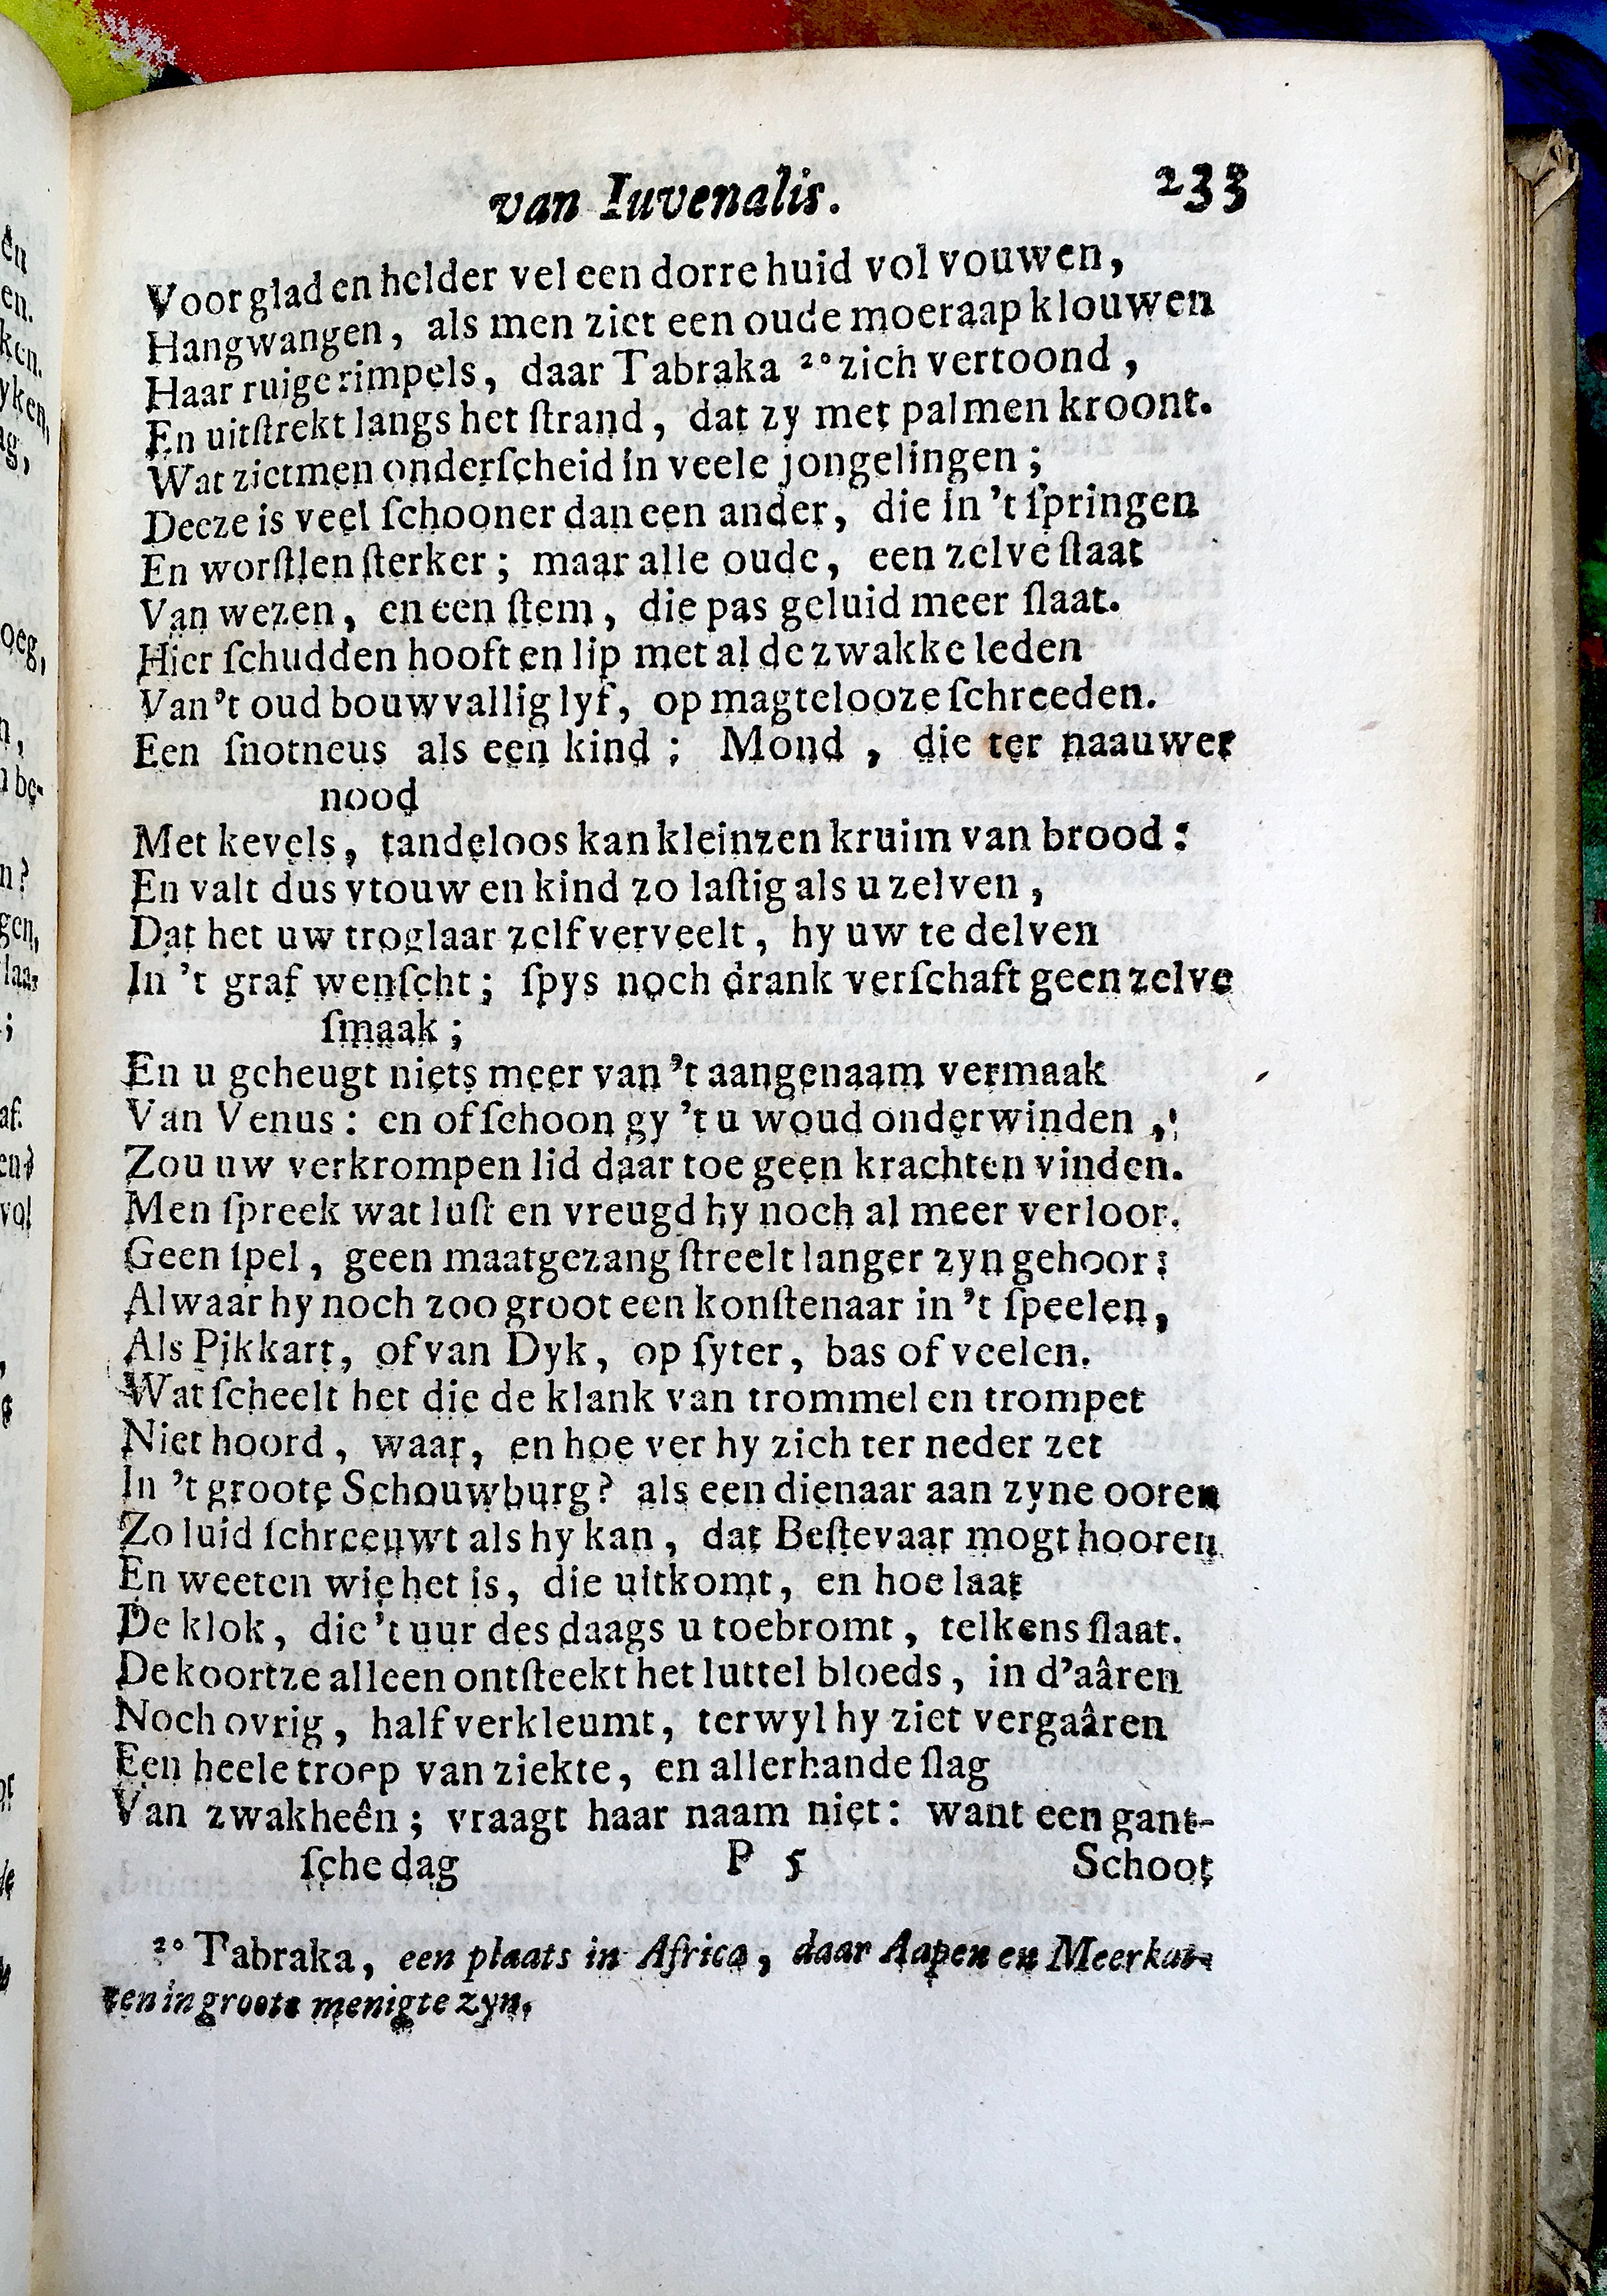 van Iuvenalis. 233
Voor glad en helder vel een dorre huid vol vouwen,
Hangwangen, als men ziet een oude moeraap klouwen
Haar ruige rimpels, daar Tabraka ²⁰ zich vertoond,
En uitſtrekt langs het ſtrand, dat zy met palmen kroont.
Wat zietmen onderſcheid in veele jongelingen;
Deeze is veel ſchooner dan een ander, die in 't ſpringen
En worſtlen ſterker; maar alle oude, een zelve ſlaat
Van wezen, en een ſtem, die pas geluid meer ſlaat.
Hier ſchudden hooft en lip met al de zwakke leden
Van 't oud bouwvallig lyf, op magtelooze ſchreeden.
Een ſnotneus als een kind; Mond, die ter naauwer
nood
Met kevels, tandeloos kan kleinzen kruim van brood:
En valt dus vtouw en kind zo laſtig als u zelven,
Dat het uw troglaar zelf verveelt, hy uw te delven
In 't graf wenſcht; ſpys noch drank verſchaft geen zelve
ſmaak;
En u geheugt niets meer van 't aangenaam vermaak
Van Venus: en of ſchoon gy 't u woud onderwinden,
Zou uw verkrompen lid daar toe geen krachten vinden.
Men ſpreek wat luſt en vreugd hy noch al meer verloor.
Geen ſpel, geen maatgezang ſtreelt langer zyn gehoor;
Alwaar hy noch zoo groot een konſtenaar in 't ſpeelen,
Als Pikkart, of van Dyk, op ſyter, bas of veelen.
Wat ſcheelt het die de klank van trommel en trompet
Niet hoord, waar, en hoe ver hy zich ter neder zet
In 't groote Schouwburg? als een dienaar aan zyne ooren
Zo luid ſchreeuwt als hy kan, dat Beſtevaar mogt hooren
En weeten wie het is, die uitkomt, en hoe laat
De klok, die 't uur des daags u toebromt, telkens ſlaat.
De koortze alleen ontſteekt het luttel bloeds, in d'aâren
Noch ovrig, half verkleumt, terwyl hy ziet vergaâren
Een heele troep van ziekte, en allerhande ſlag
Van zwakheên; vraagt haar naam niet: want een gant-
ſche dag P 5 Schoot
²⁰ Tabraka, een plaats in Africa, daar Aapen en Meerkat-
ten in groote menigte zyn.